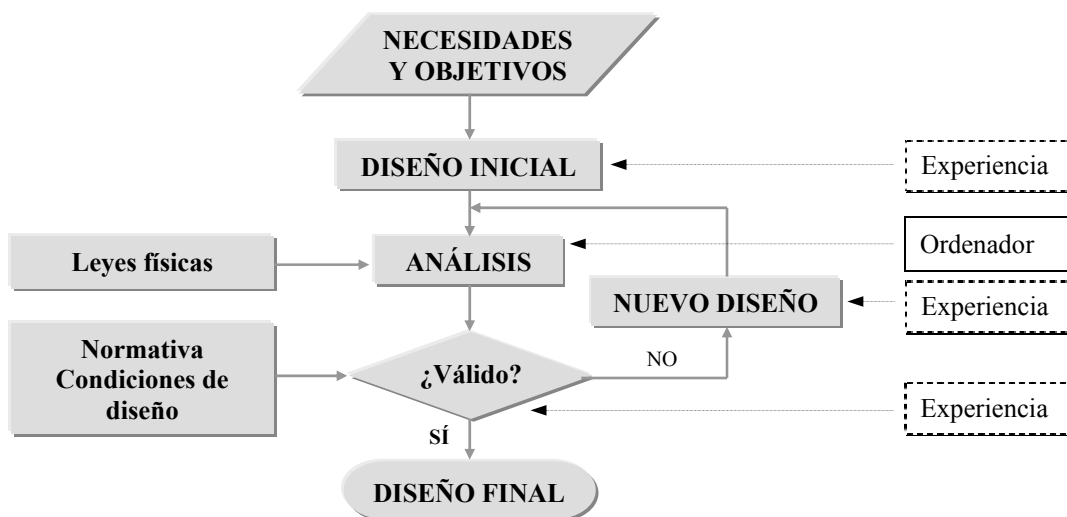 NECESIDADES
Y OBJETIVOS
DISEÑO INICIAL
Experiencia
Leyes físicas
ANÁLISIS
Ordenador
NUEVO DISEÑO
Experiencia
Normativa
Condiciones de
diseño
¿Válido?
NO
Experiencia
SÍ
DISEÑO FINAL